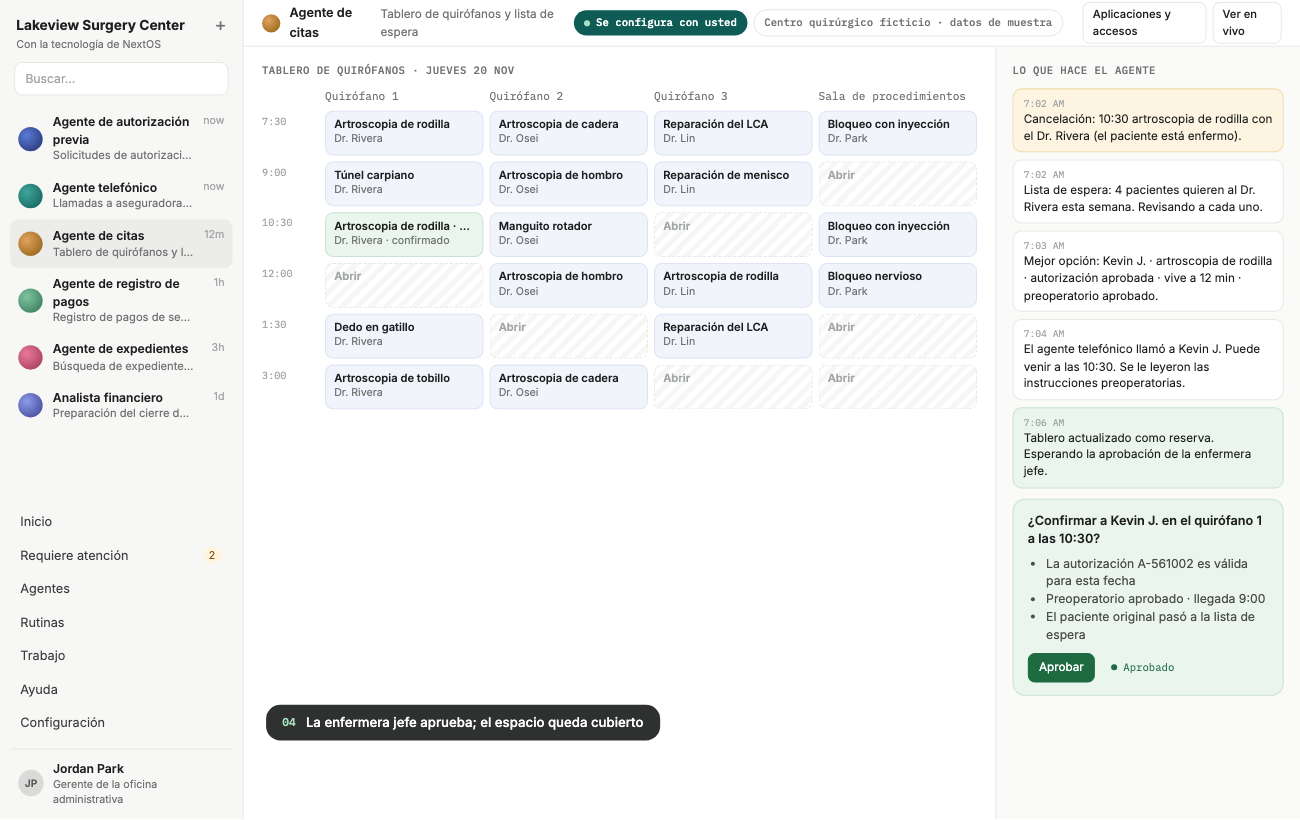 Lakeview Surgery Center
+
Con la tecnología de NextOS
Buscar...
Agente de autorización previa
now
Solicitudes de autorizaci...
Agente telefónico
now
Llamadas a aseguradora...
Agente de citas
12m
Tablero de quirófanos y l...
Agente de registro de pagos
1h
Registro de pagos de se...
Agente de expedientes
3h
Búsqueda de expediente...
Analista financiero
1d
Preparación del cierre d...
Inicio
Requiere atención
2
Agentes
Rutinas
Trabajo
Ayuda
Configuración
JP
Jordan Park
Gerente de la oficina
administrativa
Agente de
citas
Tablero de quirófanos y lista de
espera
Se configura con usted
Centro quirúrgico ficticio · datos de muestra
Aplicaciones y
accesos
Ver en
vivo
TABLERO DE QUIRÓFANOS · JUEVES 20 NOV
Quirófano 1
Quirófano 2
Quirófano 3
Sala de procedimientos
7:30
Artroscopia de rodilla
Dr. Rivera
Artroscopia de cadera
Dr. Osei
Reparación del LCA
Dr. Lin
Bloqueo con inyección
Dr. Park
9:00
Túnel carpiano
Dr. Rivera
Artroscopia de hombro
Dr. Osei
Reparación de menisco
Dr. Lin
Abrir
10:30
Artroscopia de rodilla · ...
Dr. Rivera · confirmado
Manguito rotador
Dr. Osei
Abrir
Bloqueo con inyección
Dr. Park
12:00
Abrir
Artroscopia de hombro
Dr. Osei
Artroscopia de rodilla
Dr. Lin
Bloqueo nervioso
Dr. Park
1:30
Dedo en gatillo
Dr. Rivera
Abrir
Reparación del LCA
Dr. Lin
Abrir
3:00
Artroscopia de tobillo
Dr. Rivera
Artroscopia de cadera
Dr. Osei
Abrir
Abrir
04 La enfermera jefe aprueba; el espacio queda cubierto
LO QUE HACE EL AGENTE
7:02 AM
Cancelación: 10:30 artroscopia de rodilla con
el Dr. Rivera (el paciente está enfermo).
7:02 AM
Lista de espera: 4 pacientes quieren al Dr.
Rivera esta semana. Revisando a cada uno.
7:03 AM
Mejor opción: Kevin J. · artroscopia de rodilla
· autorización aprobada · vive a 12 min ·
preoperatorio aprobado.
7:04 AM
El agente telefónico llamó a Kevin J. Puede
venir a las 10:30. Se le leyeron las
instrucciones preoperatorias.
7:06 AM
Tablero actualizado como reserva.
Esperando la aprobación de la enfermera
jefe.
¿Confirmar a Kevin J. en el quirófano 1
a las 10:30?
• La autorización A-561002 es válida
para esta fecha
• Preoperatorio aprobado · llegada 9:00
• El paciente original pasó a la lista de
espera
Aprobar
Aprobado